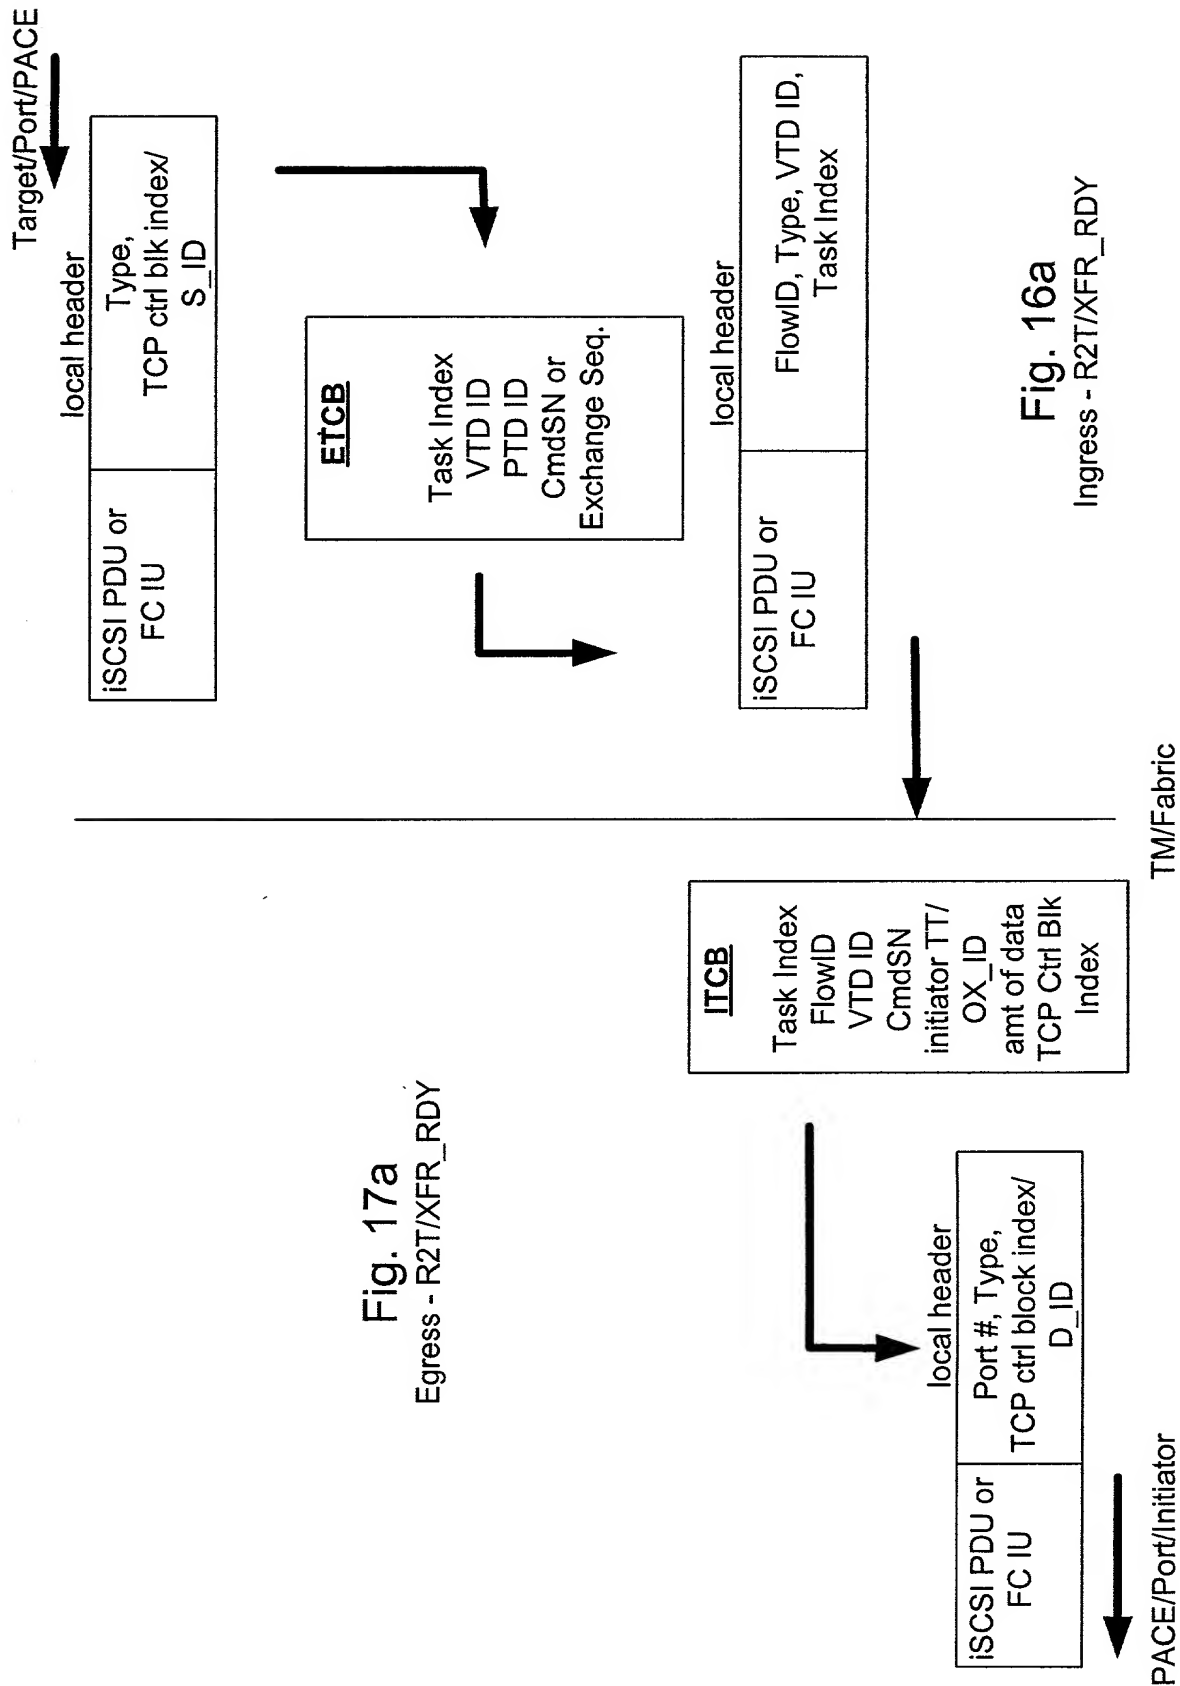 Target/Port/PACE
local header
iSCSI PDU or
FC IU
Type,
TCP ctrl blk index/
S_ID
ETCB
Task Index
VTD ID
PTD ID
CmdSN or
Exchange Seq.
local header
iSCSI PDU or
FC IU
FlowID, Type, VTD ID,
Task Index
Fig. 16a
Ingress - R2T/XFR_RDY
TM/Fabric
Fig. 17a
Egress - R2T/XFR_RDY
ITCB
Task Index
FlowID
VTD ID
CmdSN
initiator TT/
OX_ID
amt of data
TCP Ctrl Blk
Index
local header
iSCSI PDU or
FC IU
Port #, Type,
TCP ctrl block index/
D_ID
PACE/Port/Initiator